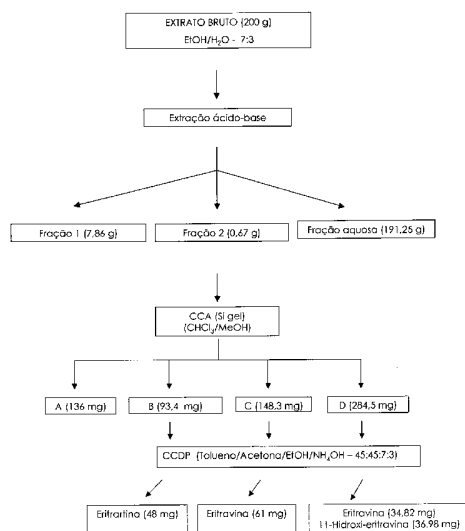 EXTRATO BRUTO (200 g)
EtOH/H₂O - 7:3
Extração ácido-base
Fração 1 (7,86 g)
Fração 2 (0,67 g)
Fração aquosa (191,25 g)
CCA (Si gel)
(CHCl₃/MeOH)
A (136 mg)
B (93,4 mg)
C (148,3 mg)
D (284,5 mg)
CCDP (Tolueno/Acetona/EtOH/NH₄OH – 45:45:7:3)
Eritrartina (48 mg)
Eritravina (61 mg)
Eritravina (34,82 mg)
11-Hidroxi-eritravina (36,98 mg)